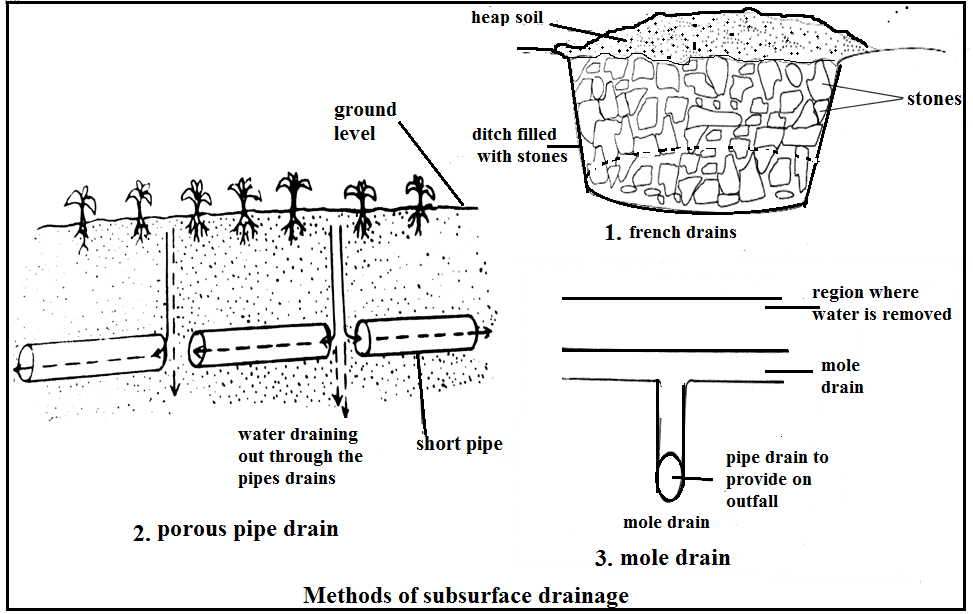 heap soil
stones
ditch filled
with stones
1. french drains
ground
level
water draining
out through the
pipes drains
short pipe
2. porous pipe drain
region where
water is removed
mole
drain
pipe drain to
provide on
outfall
mole drain
3. mole drain
Methods of subsurface drainage